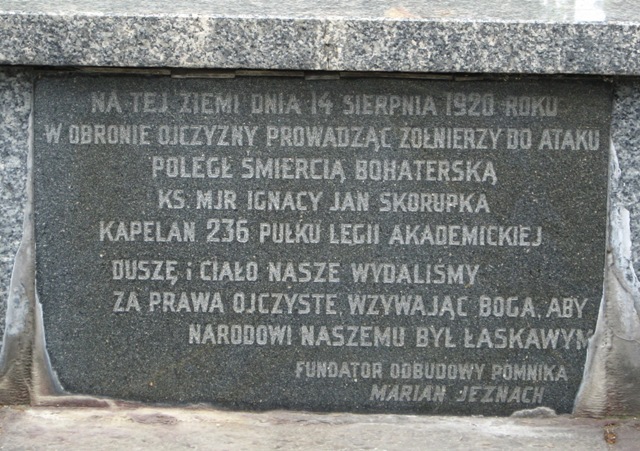 NA TEJ ZIEMI DNIA 14 SIERPNIA 1920 ROKU
W OBRONIE OJCZYZNY PROWADZĄC ŻOŁNIERZY DO ATAKU
POLEGŁ ŚMIERCIĄ BOHATERSKĄ
KS. MJR IGNACY JAN SKORUPKA
KAPELAN 236 PUŁKU LEGII AKADEMICKIEJ
DUSZĘ i CIAŁO NASZE WYDALIŚMY
ZA PRAWA OJCZYSTE WZYWAJĄC BOGA, ABY
NARODOWI NASZEMU BYŁ ŁASKAWYM
FUNDATOR ODBUDOWY POMNIKA
MARIAN JEZNACH